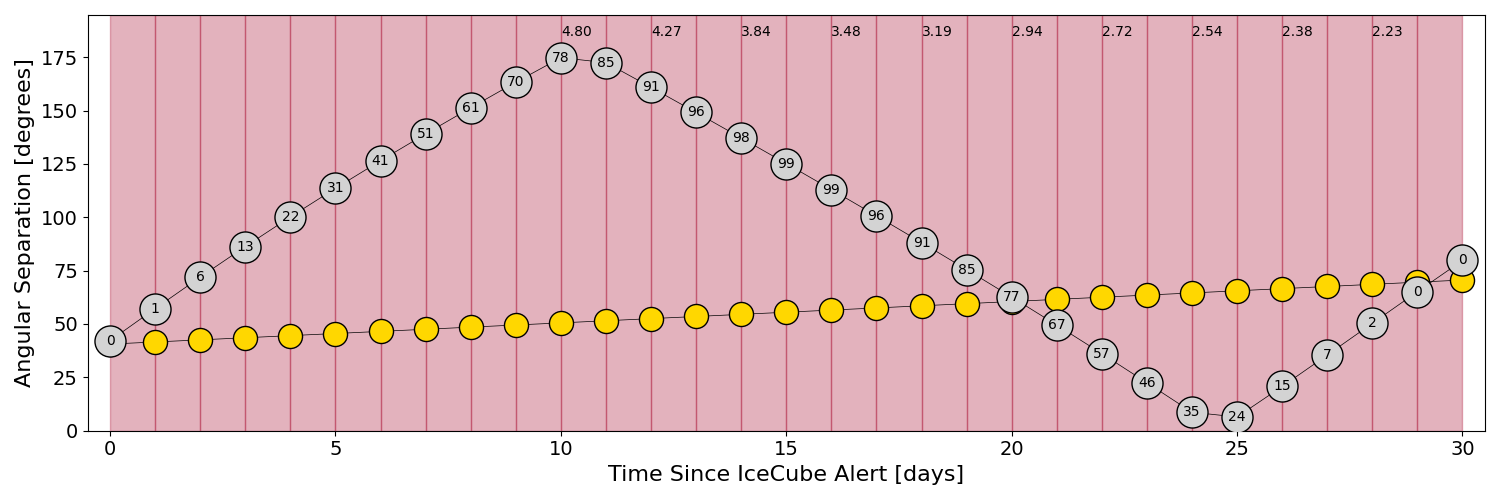 4.80 4.27 3.84 3.48 3.19 2.94 2.72 2.54 2.38 2.23
0 1 6 13 22 31 41 51 61 70 78 85 91 96 98 99 99 96 91 85 77 67 57 46 35 24 15 7 2 0 0
175
150
125
100
75
50
25
0
Angular Separation [degrees]
0 5 10 15 20 25 30
Time Since IceCube Alert [days]